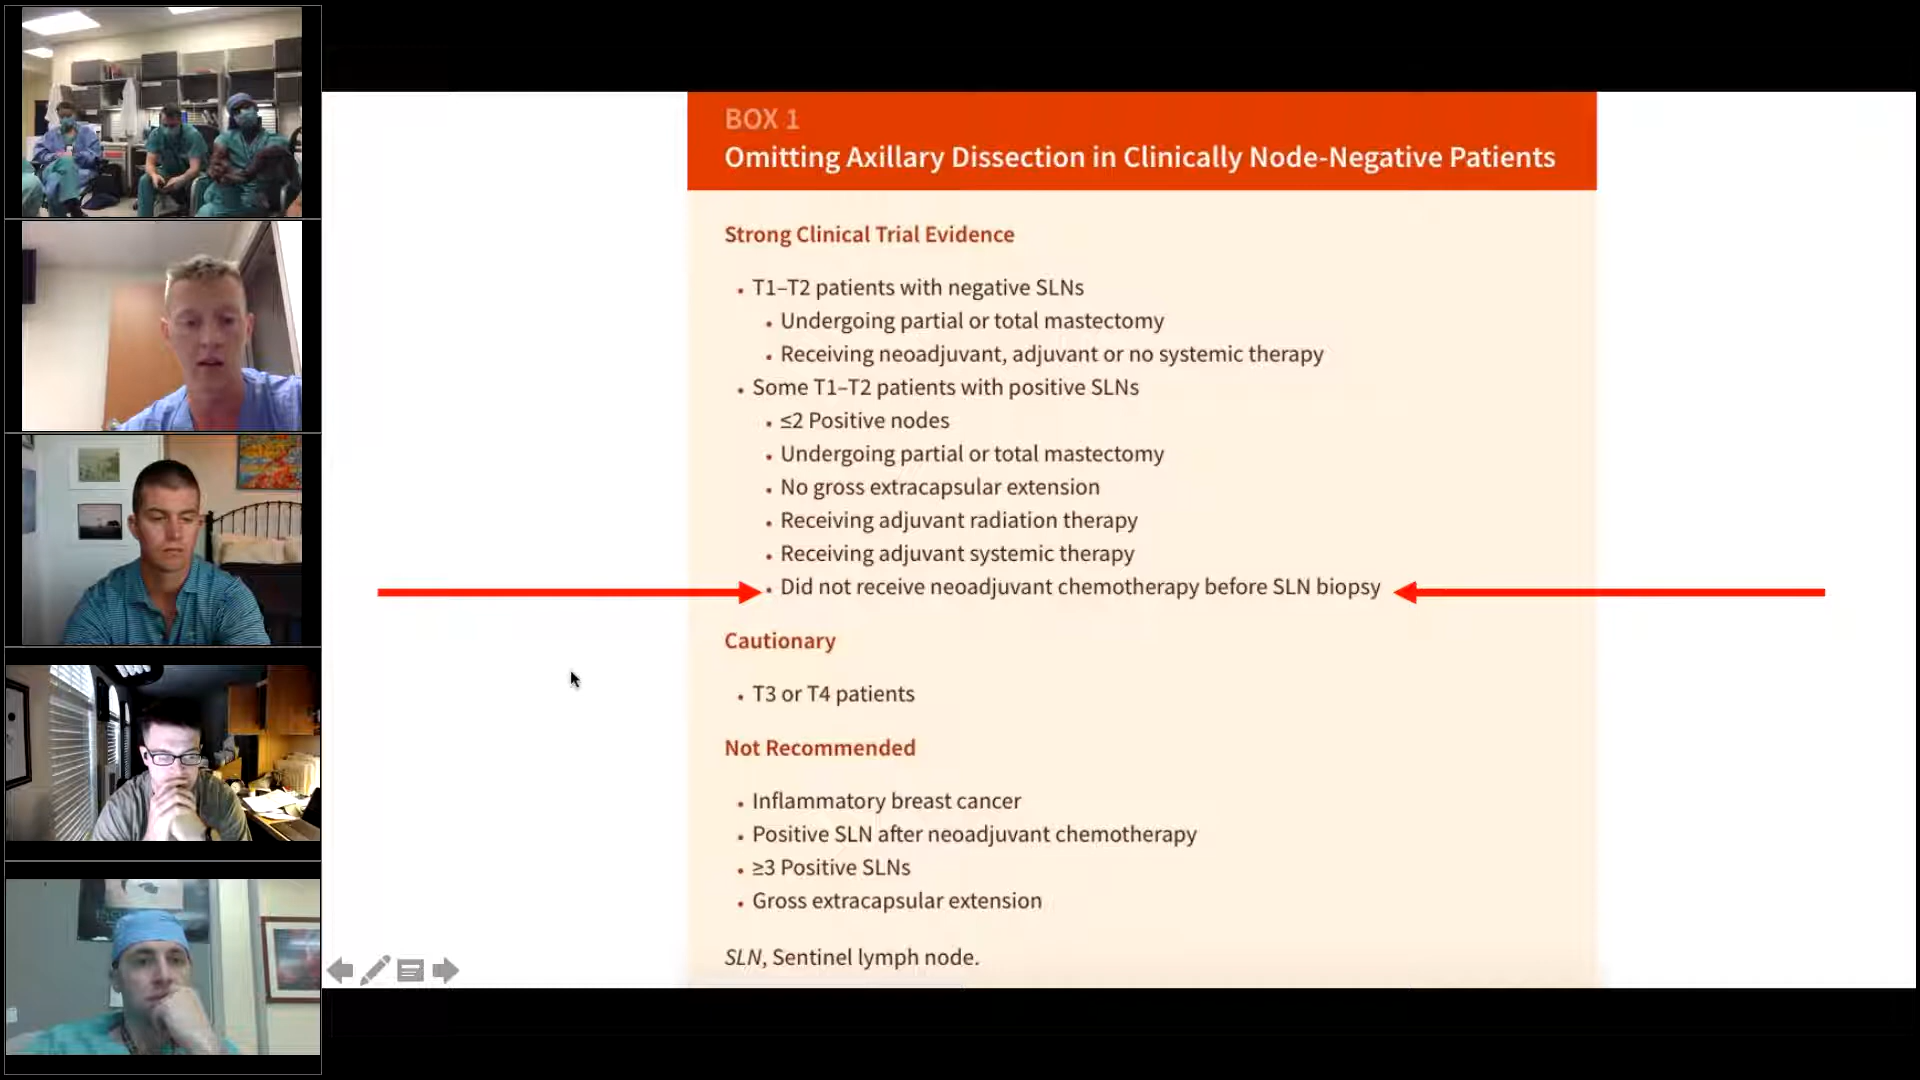 BOX 1
Omitting Axillary Dissection in Clinically Node-Negative Patients
Strong Clinical Trial Evidence
• T1–T2 patients with negative SLNs
• Undergoing partial or total mastectomy
• Receiving neoadjuvant, adjuvant or no systemic therapy
• Some T1–T2 patients with positive SLNs
• ≤2 Positive nodes
• Undergoing partial or total mastectomy
• No gross extracapsular extension
• Receiving adjuvant radiation therapy
• Receiving adjuvant systemic therapy
• Did not receive neoadjuvant chemotherapy before SLN biopsy
Cautionary
• T3 or T4 patients
Not Recommended
• Inflammatory breast cancer
• Positive SLN after neoadjuvant chemotherapy
• ≥3 Positive SLNs
• Gross extracapsular extension
SLN, Sentinel lymph node.